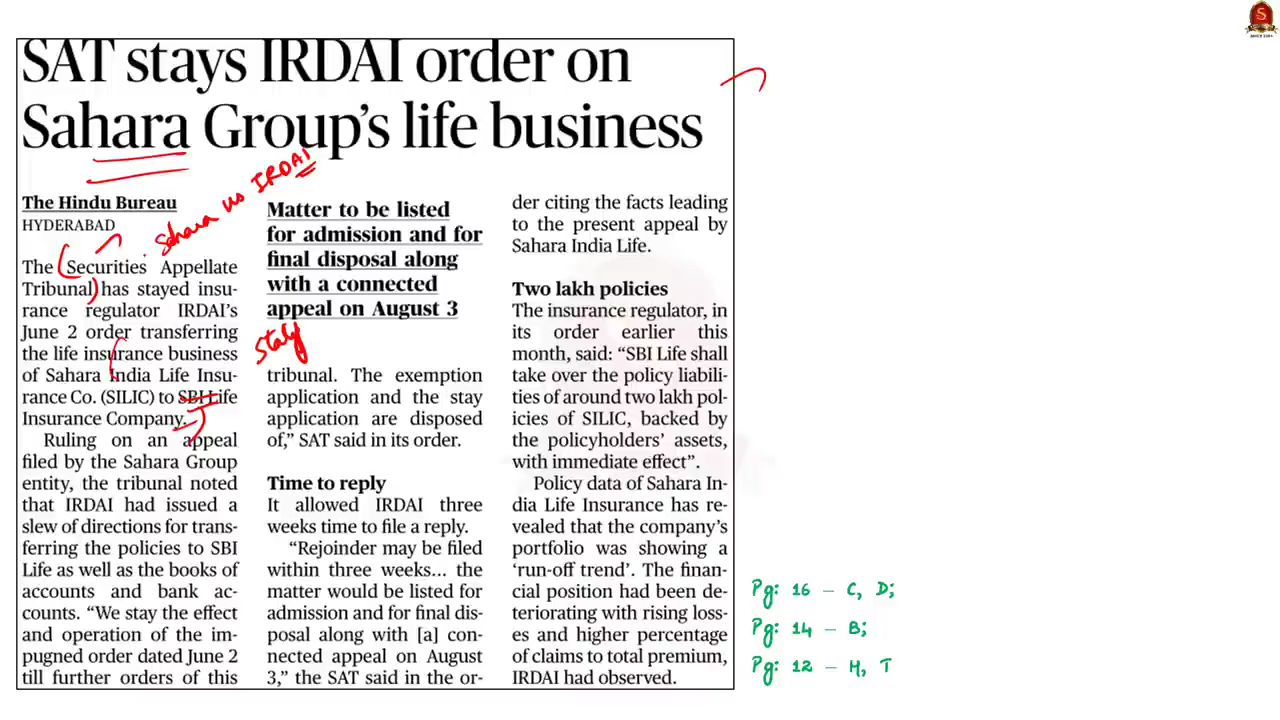 SAT stays IRDAI order on
Sahara Group's life business
The Hindu Bureau
HYDERABAD
Sahara vs IRDAI
The Securities Appellate
Tribunal has stayed insu-
rance regulator IRDAI's
June 2 order transferring
the life insurance business
of Sahara India Life Insu-
rance Co. (SILIC) to SBI Life
Insurance Company.
Ruling on an appeal
filed by the Sahara Group
entity, the tribunal noted
that IRDAI had issued a
slew of directions for trans-
ferring the policies to SBI
Life as well as the books of
accounts and bank ac-
counts. “We stay the effect
and operation of the im-
pugned order dated June 2
till further orders of this
Matter to be listed
for admission and for
final disposal along
with a connected
appeal on August 3
Stay
tribunal. The exemption
application and the stay
application are disposed
of,” SAT said in its order.
Time to reply
It allowed IRDAI three
weeks time to file a reply.
“Rejoinder may be filed
within three weeks... the
matter would be listed for
admission and for final dis-
posal along with [a] con-
nected appeal on August
3,” the SAT said in the or-
der citing the facts leading
to the present appeal by
Sahara India Life.
Two lakh policies
The insurance regulator, in
its order earlier this
month, said: “SBI Life shall
take over the policy liabili-
ties of around two lakh pol-
icies of SILIC, backed by
the policyholders' assets,
with immediate effect”.
Policy data of Sahara In-
dia Life Insurance has re-
vealed that the company's
portfolio was showing a
‘run-off trend’. The finan-
cial position had been de-
teriorating with rising loss-
es and higher percentage
of claims to total premium,
IRDAI had observed.
Pg: 16 – C, D;
Pg: 14 – B;
Pg: 12 – H, T